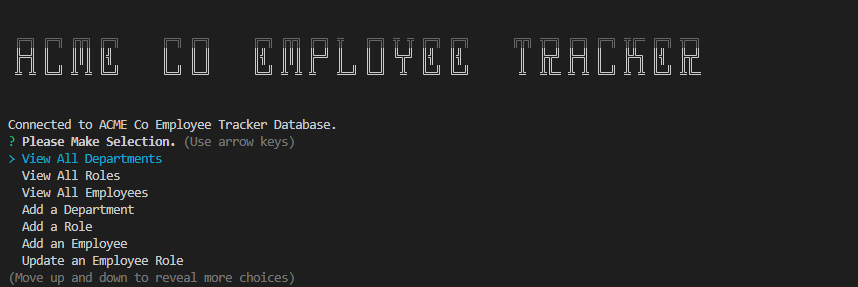 ACME CO EMPLOYEE TRACKER
Connected to ACME Co Employee Tracker Database.
? Please Make Selection. (Use arrow keys)
> View All Departments
View All Roles
View All Employees
Add a Department
Add a Role
Add an Employee
Update an Employee Role
(Move up and down to reveal more choices)